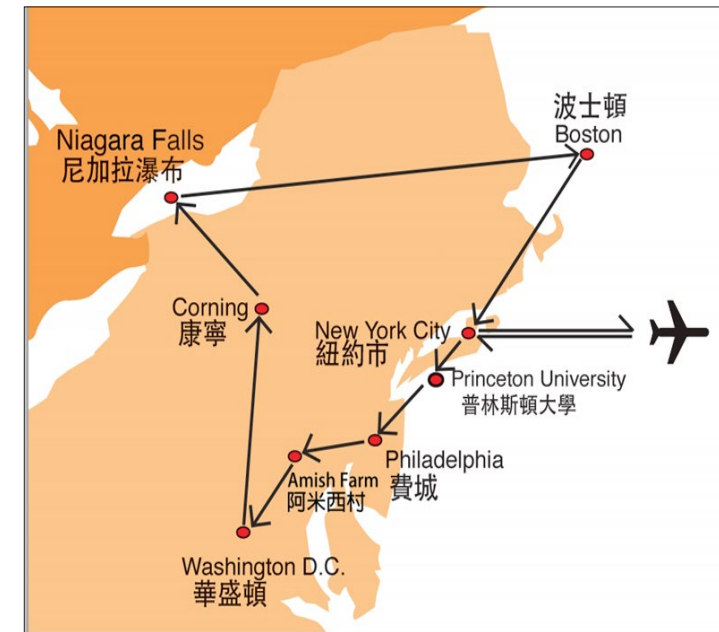 波士頓
Boston
Niagara Falls
尼加拉瀑布
Corning
康寧
New York City
紐約市
Princeton University
普林斯頓大學
Philadelphia
費城
Amish Farm
阿米西村
Washington D.C.
華盛頓